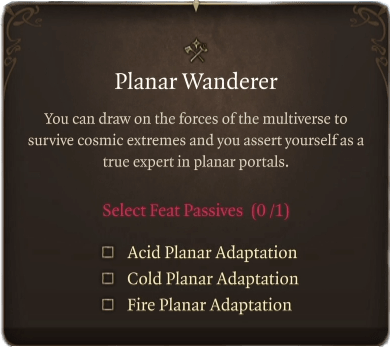 Planar Wanderer
You can draw on the forces of the multiverse to
survive cosmic extremes and you assert yourself as a
true expert in planar portals.
Select Feat Passives (0 /1)
Acid Planar Adaptation
Cold Planar Adaptation
Fire Planar Adaptation